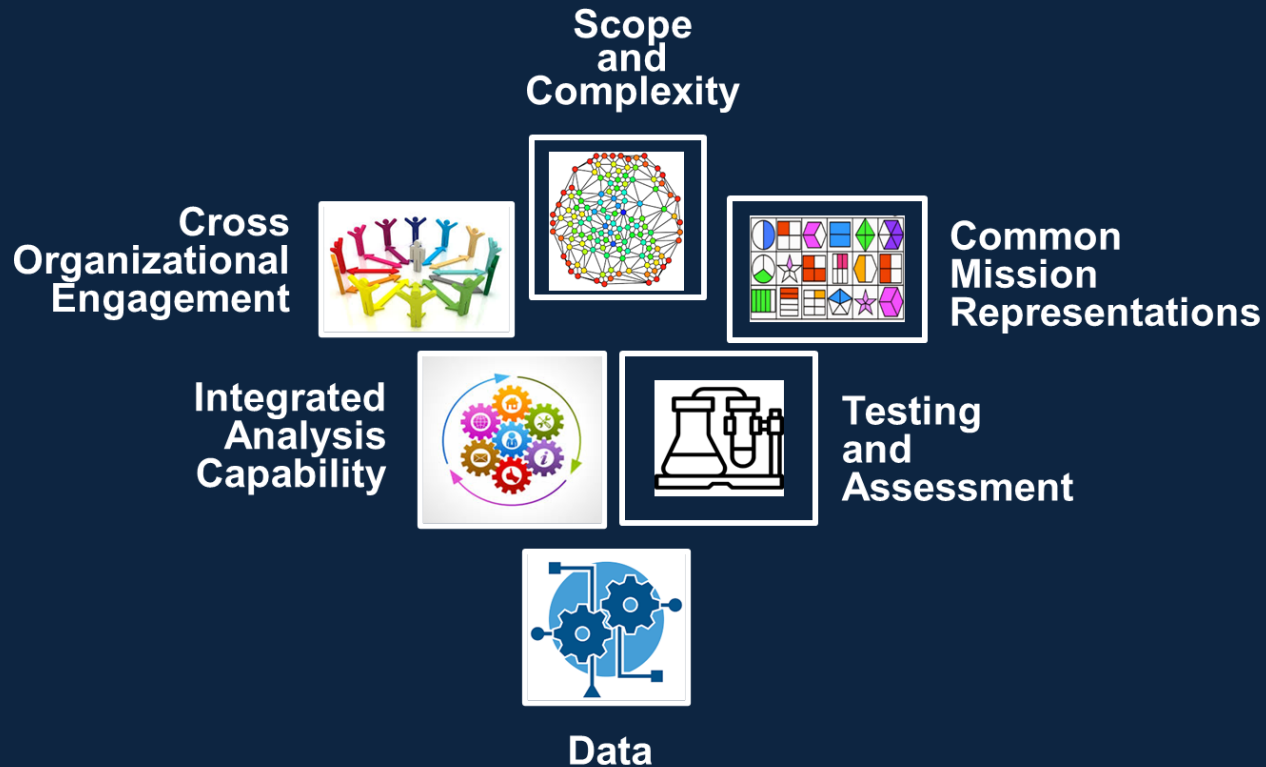 Scope
and
Complexity
Cross
Organizational
Engagement
Common
Mission
Representations
Integrated
Analysis
Capability
Testing
and
Assessment
Data